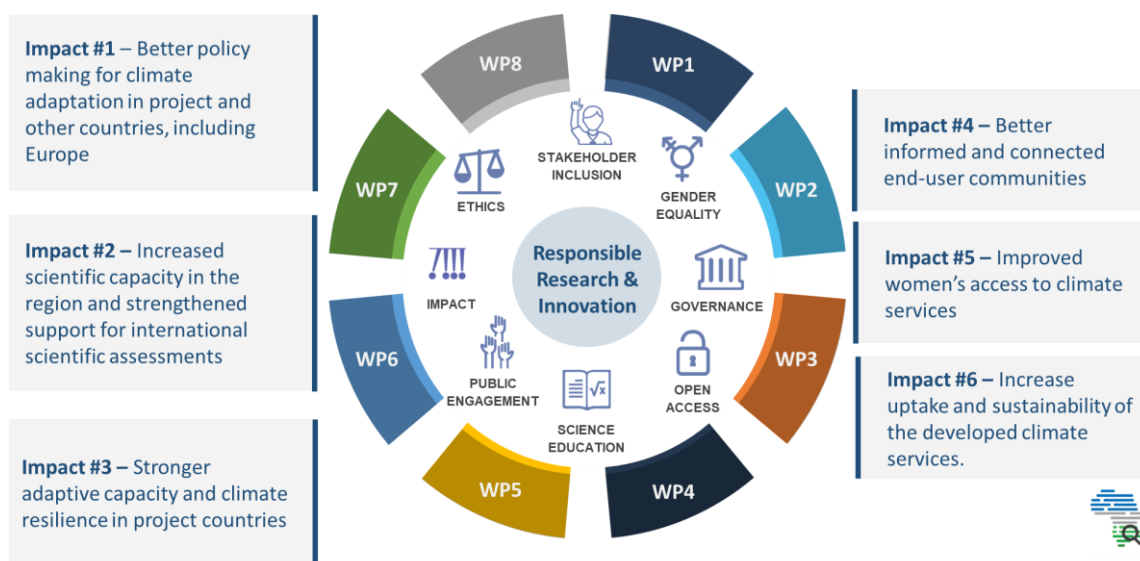 Impact #1 – Better policy
making for climate
adaptation in project and
other countries, including
Europe
Impact #2 – Increased
scientific capacity in the
region and strengthened
support for international
scientific assessments
Impact #3 – Stronger
adaptive capacity and climate
resilience in project countries
WP8
WP1
WP7
WP2
WP6
WP3
WP5
WP4
STAKEHOLDER
INCLUSION
ETHICS
GENDER
EQUALITY
Responsible
Research &
Innovation
IMPACT
GOVERNANCE
PUBLIC
ENGAGEMENT
OPEN
ACCESS
√x
SCIENCE
EDUCATION
Impact #4 – Better
informed and connected
end-user communities
Impact #5 – Improved
women’s access to climate
services
Impact #6 – Increase
uptake and sustainability of
the developed climate
services.